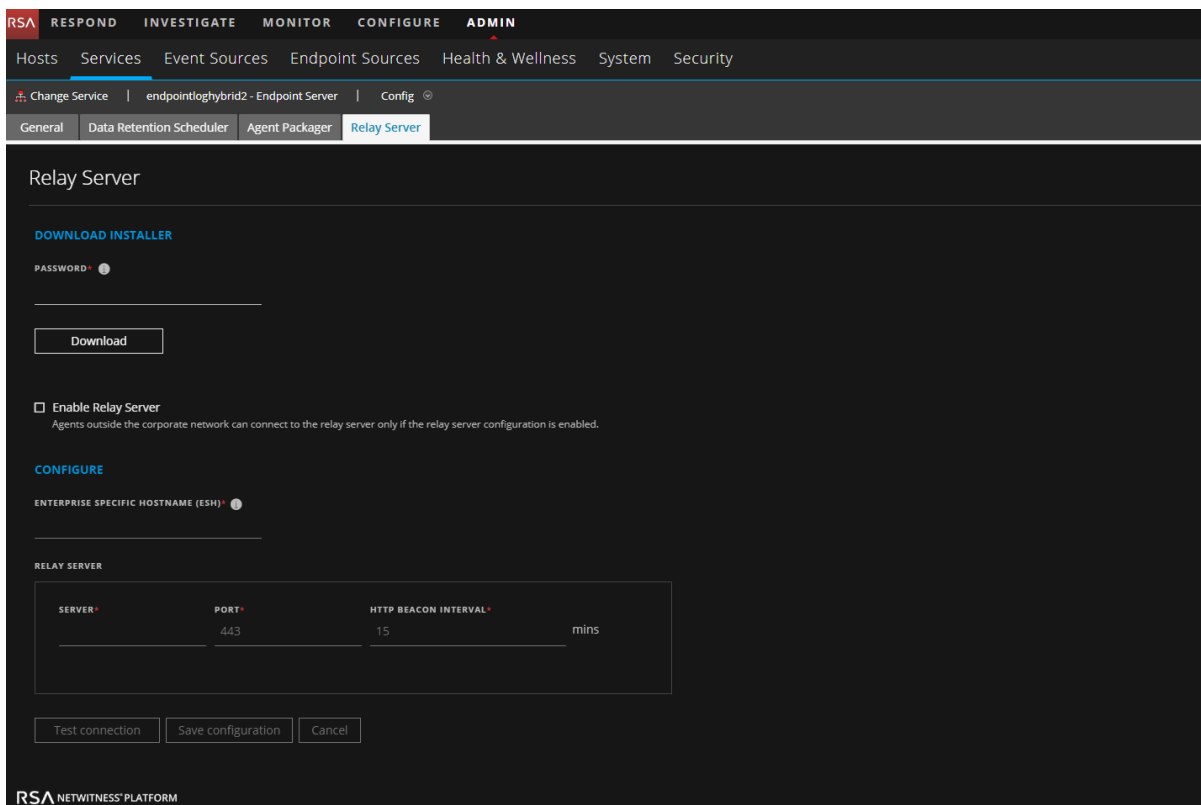 RSA RESPOND INVESTIGATE MONITOR CONFIGURE ADMIN
Hosts Services Event Sources Endpoint Sources Health & Wellness System Security
Change Service | endpointloghybrid2 - Endpoint Server | Config
General Data Retention Scheduler Agent Packager Relay Server
Relay Server
DOWNLOAD INSTALLER
PASSWORD*
Download
Enable Relay Server
Agents outside the corporate network can connect to the relay server only if the relay server configuration is enabled.
CONFIGURE
ENTERPRISE SPECIFIC HOSTNAME (ESH)*
RELAY SERVER
SERVER* PORT* HTTP BEACON INTERVAL*
443 15 mins
Test connection Save configuration Cancel
RSA NETWITNESS® PLATFORM